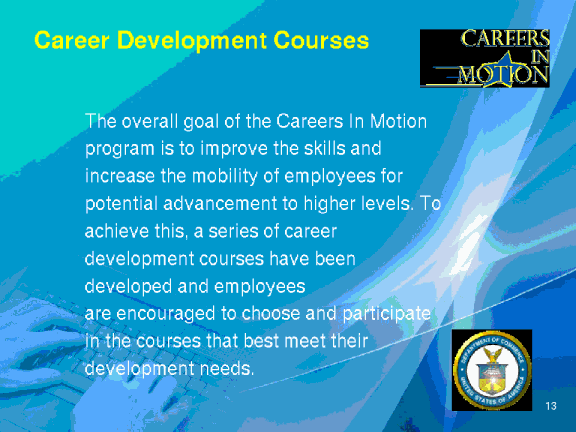 Career Development Courses
CAREERS
IN
MOTION
The overall goal of the Careers In Motion
program is to improve the skills and
increase the mobility of employees for
potential advancement to higher levels. To
achieve this, a series of career
development courses have been
developed and employees
are encouraged to choose and participate
in the courses that best meet their
development needs.
DEPARTMENT OF COMMERCE
UNITED STATES OF AMERICA
13